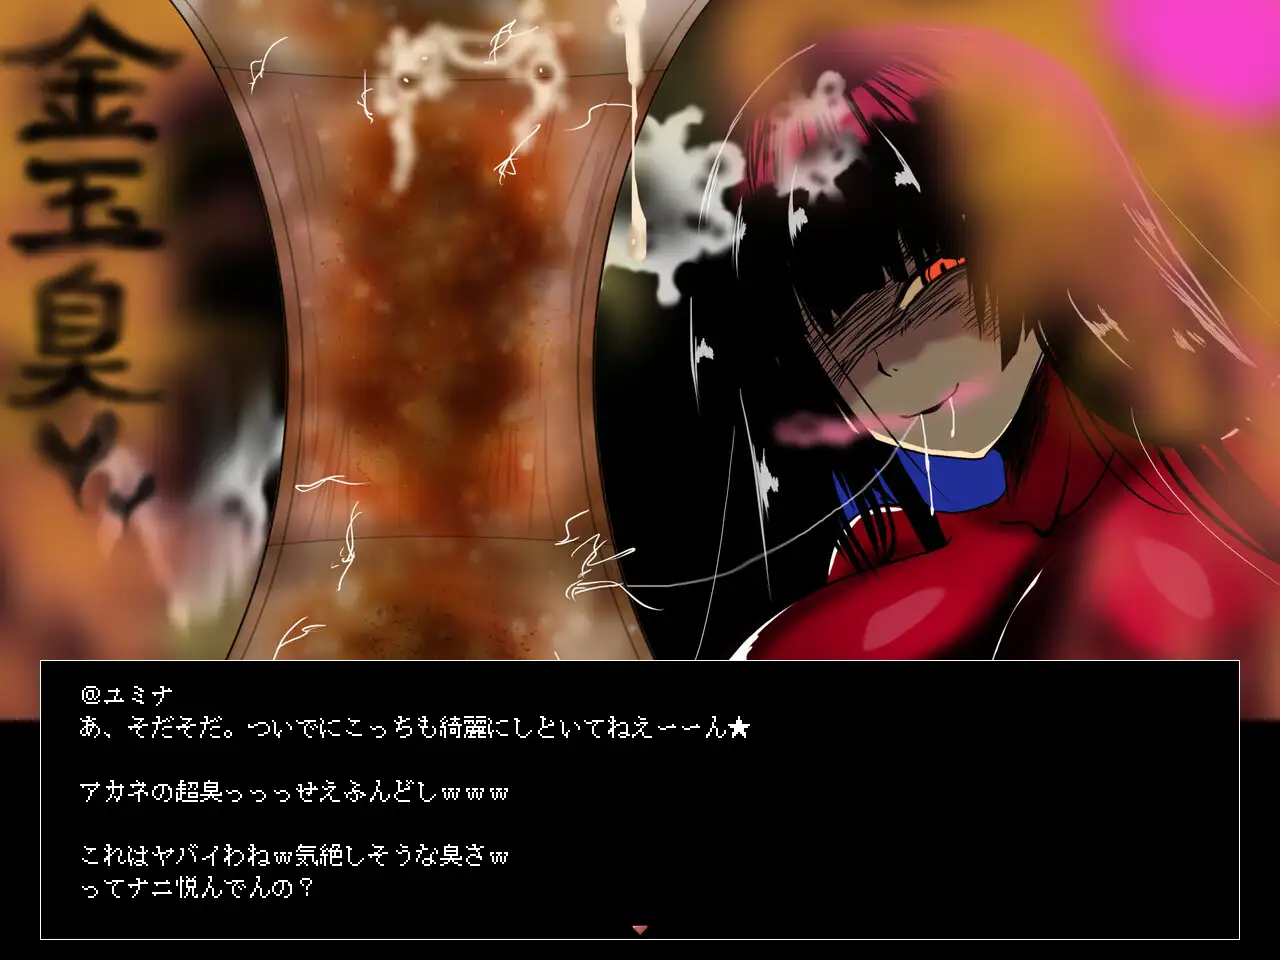 金玉臭
@ユミナ
あ、そだそだ。ついでにこっちも綺麗にしといてねえーーん★
アカネの超臭っっっせえふんどしｗｗｗ
これはヤバイわねｗ気絶しそうな臭さｗ
ってナニ悦んでんの？